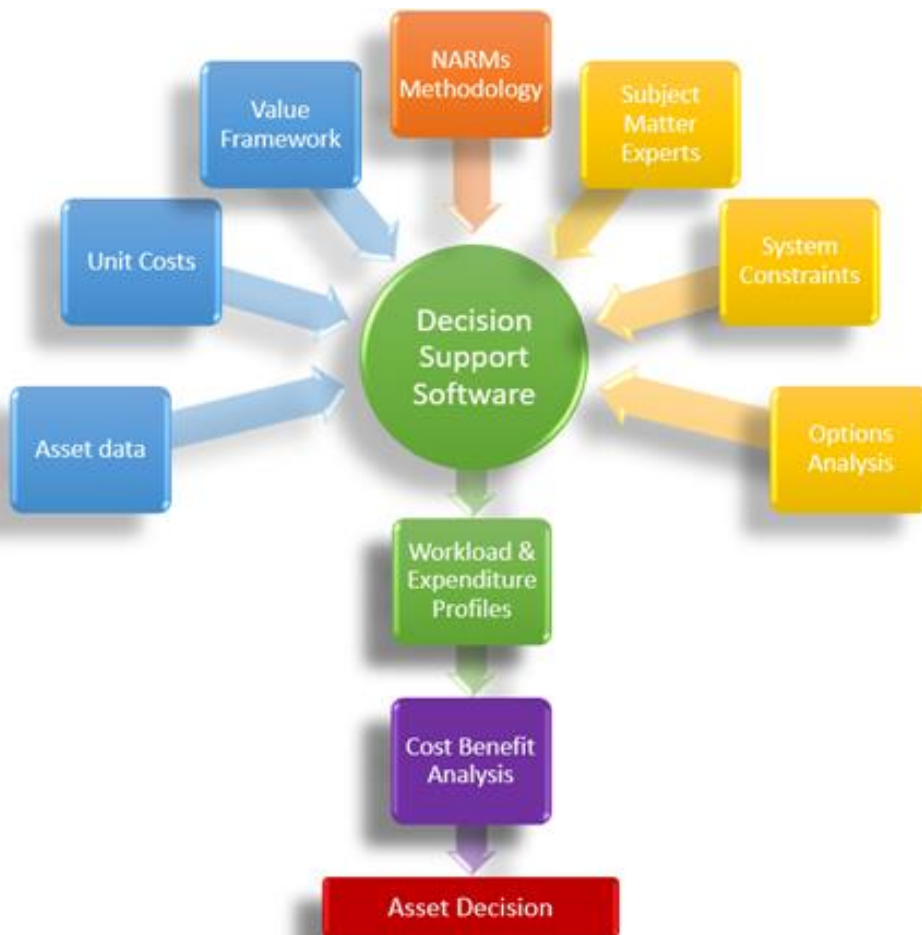 NARMs
Methodology
Value
Framework
Subject
Matter
Experts
Unit Costs
System
Constraints
Decision
Support
Software
Asset data
Options
Analysis
Workload &
Expenditure
Profiles
Cost Benefit
Analysis
Asset Decision